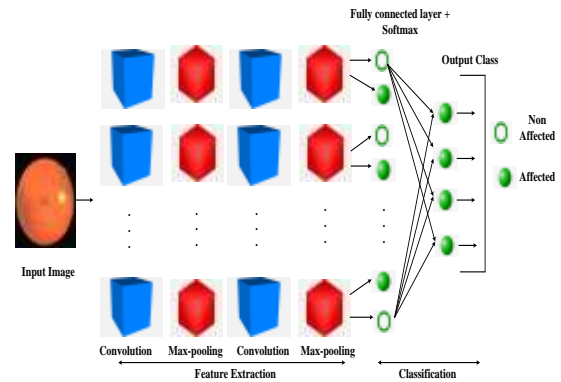 Fully connected layer +
Softmax
Output Class
Non
Affected
Affected
Input Image
Convolution
Max-pooling
Convolution
Max-pooling
Feature Extraction
Classification